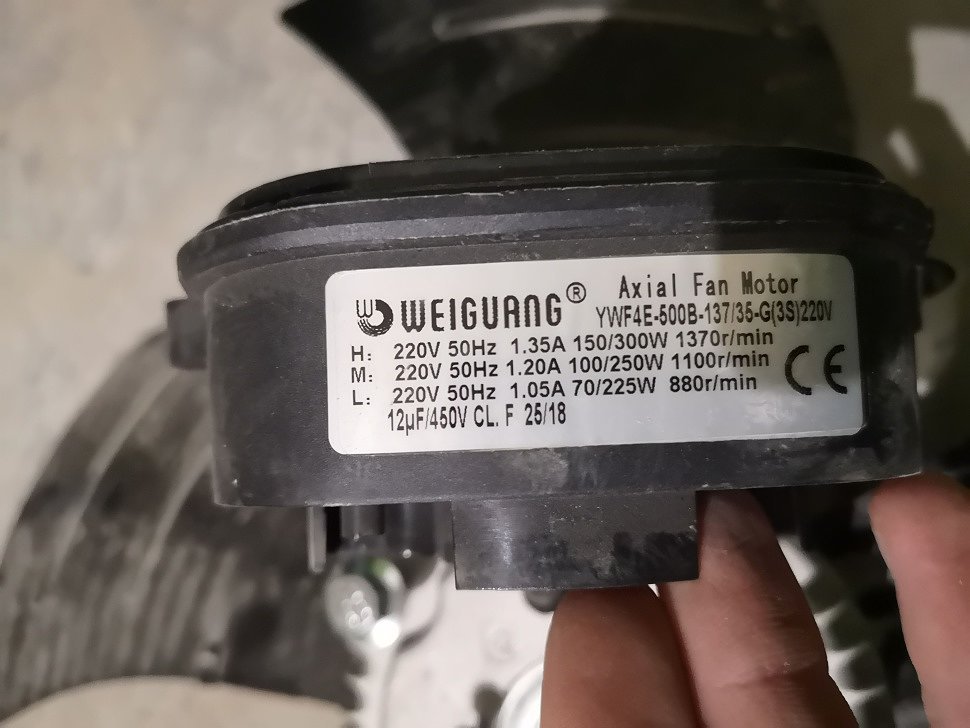 WEIGUANG® Axial Fan Motor
YWF4E-500B-137/35-G(3S)220V
H: 220V 50Hz 1.35A 150/300W 1370r/min
M: 220V 50Hz 1.20A 100/250W 1100r/min
L: 220V 50Hz 1.05A 70/225W 880r/min
CE
12µF/450V CL. F 25/18